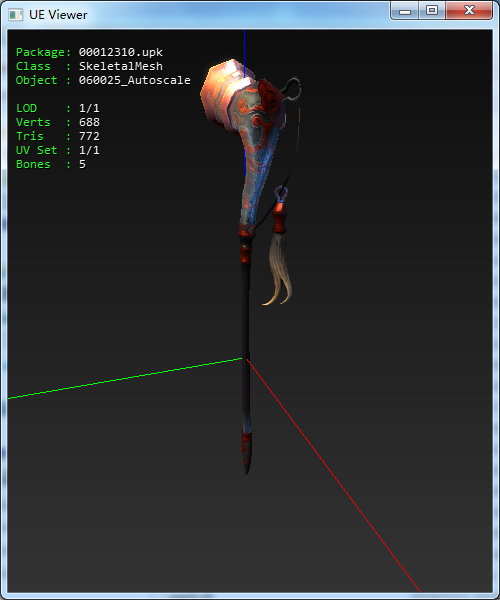 UE Viewer
Package: 00012310.upk
Class : SkeletalMesh
Object : 060025_Autoscale
LOD : 1/1
Verts : 688
Tris : 772
UV Set : 1/1
Bones : 5